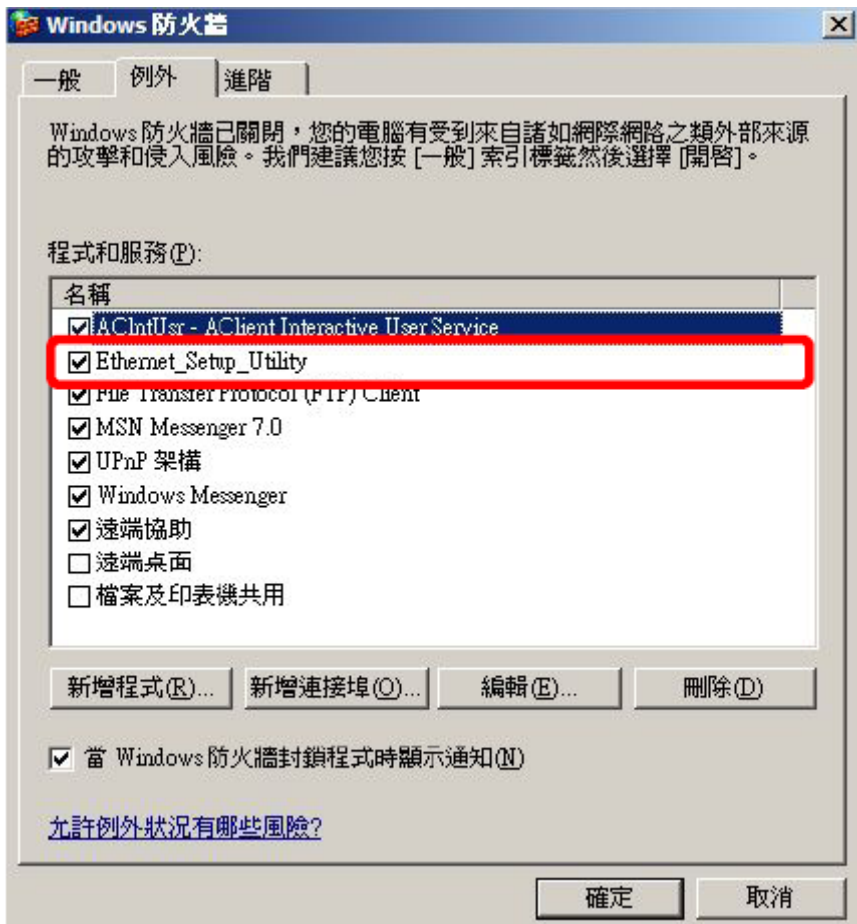 Windows 防火牆
一般 例外 進階
Windows 防火牆已關閉，您的電腦有受到來自諸如網際網路之類外部來源
的攻擊和侵入風險。我們建議您按 [一般] 索引標籤然後選擇 [開啓]。
程式和服務(P):
名稱
AClntUsr - AClient Interactive User Service
Ethernet_Setup_Utility
File Transfer Protocol (FTP) Client
MSN Messenger 7.0
UPnP 架構
Windows Messenger
遠端協助
遠端桌面
檔案及印表機共用
新增程式(R)... 新增連接埠(O)... 編輯(E)... 刪除(D)
當 Windows 防火牆封鎖程式時顯示通知(N)
允許例外狀況有哪些風險?
確定 取消